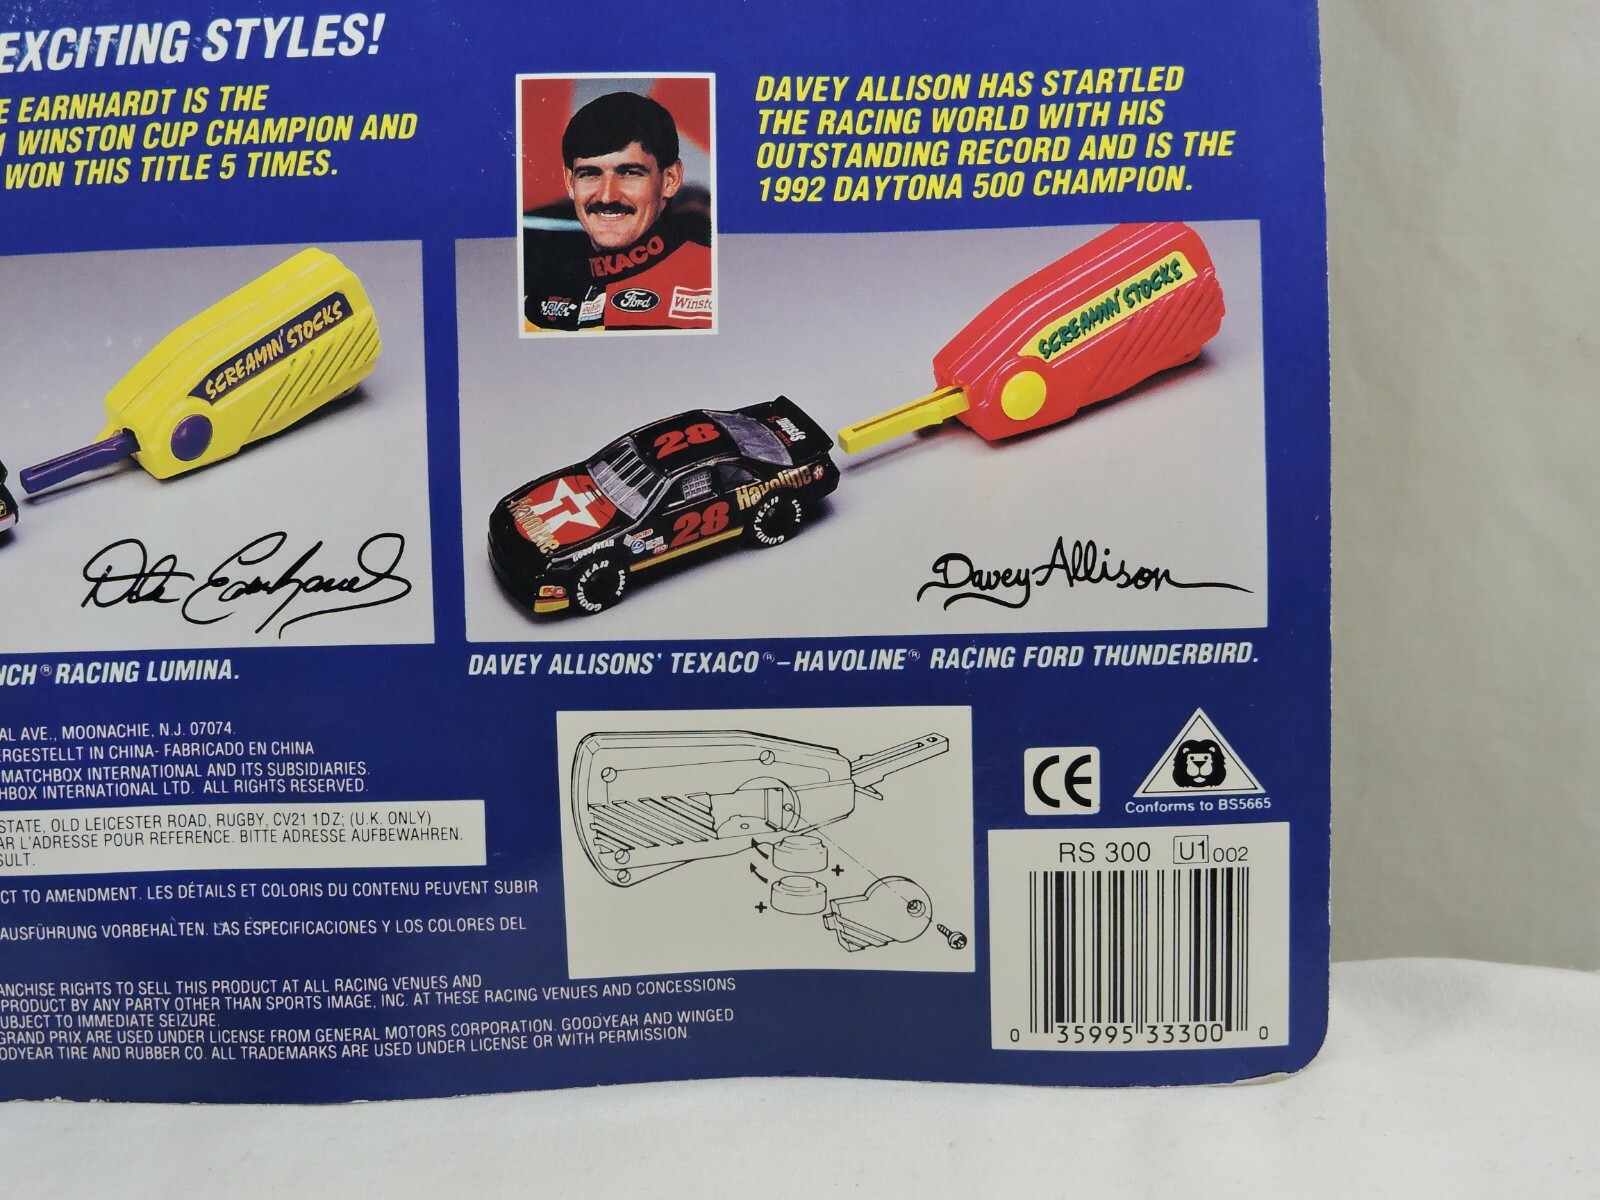 EXCITING STYLES!
E EARNHARDT IS THE
1 WINSTON CUP CHAMPION AND
WON THIS TITLE 5 TIMES.
DAVEY ALLISON HAS STARTLED
THE RACING WORLD WITH HIS
OUTSTANDING RECORD AND IS THE
1992 DAYTONA 500 CHAMPION.
TEXACO
Ford
Winsto
SCREAMIN' STOCKS
SCREAMIN' STOCKS
28
Havoline
28
Havoline
GOODYEAR
GOODYEAR EAGLE
GOODYEAR EAGLE
Dale Earnhardt
Davey Allison
NCH® RACING LUMINA.
DAVEY ALLISONS' TEXACO®-HAVOLINE® RACING FORD THUNDERBIRD.
AL AVE., MOONACHIE, N.J. 07074.
ERGESTELLT IN CHINA- FABRICADO EN CHINA
MATCHBOX INTERNATIONAL AND ITS SUBSIDIARIES.
HBOX INTERNATIONAL LTD. ALL RIGHTS RESERVED.
STATE, OLD LEICESTER ROAD, RUGBY, CV21 1DZ; (U.K. ONLY)
AR L'ADRESSE POUR REFERENCE. BITTE ADRESSE AUFBEWAHREN.
SULT.
CT TO AMENDMENT. LES DÉTAILS ET COLORIS DU CONTENU PEUVENT SUBIR
AUSFÜHRUNG VORBEHALTEN. LAS ESPECIFICACIONES Y LOS COLORES DEL
ANCHISE RIGHTS TO SELL THIS PRODUCT AT ALL RACING VENUES AND
PRODUCT BY ANY PARTY OTHER THAN SPORTS IMAGE, INC. AT THESE RACING VENUES AND CONCESSIONS
UBJECT TO IMMEDIATE SEIZURE.
GRAND PRIX ARE USED UNDER LICENSE FROM GENERAL MOTORS CORPORATION. GOODYEAR AND WINGED
ODYEAR TIRE AND RUBBER CO. ALL TRADEMARKS ARE USED UNDER LICENSE OR WITH PERMISSION.
+
+
CE
Conforms to BS5665
RS 300 U1 002
0 35995 33300 0